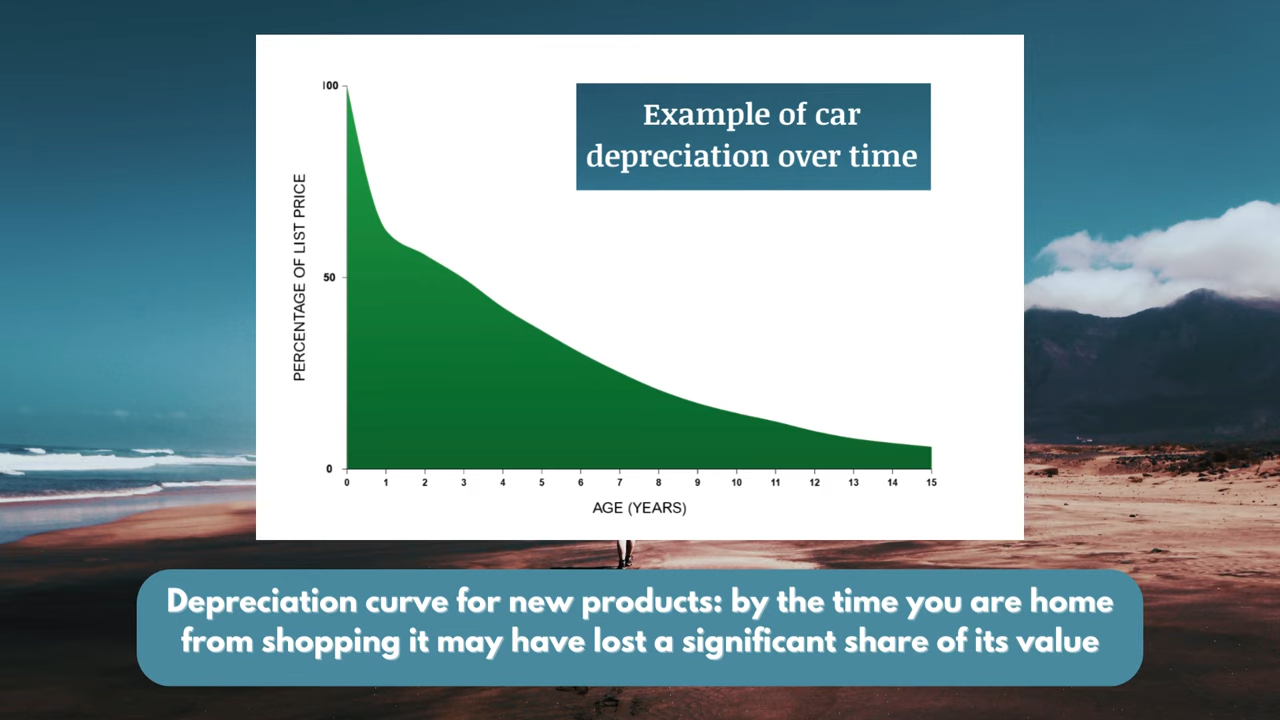 Example of car
depreciation over time
PERCENTAGE OF LIST PRICE
100
50
0
0 1 2 3 4 5 6 7 8 9 10 11 12 13 14 15
AGE (YEARS)
Depreciation curve for new products: by the time you are home
from shopping it may have lost a significant share of its value